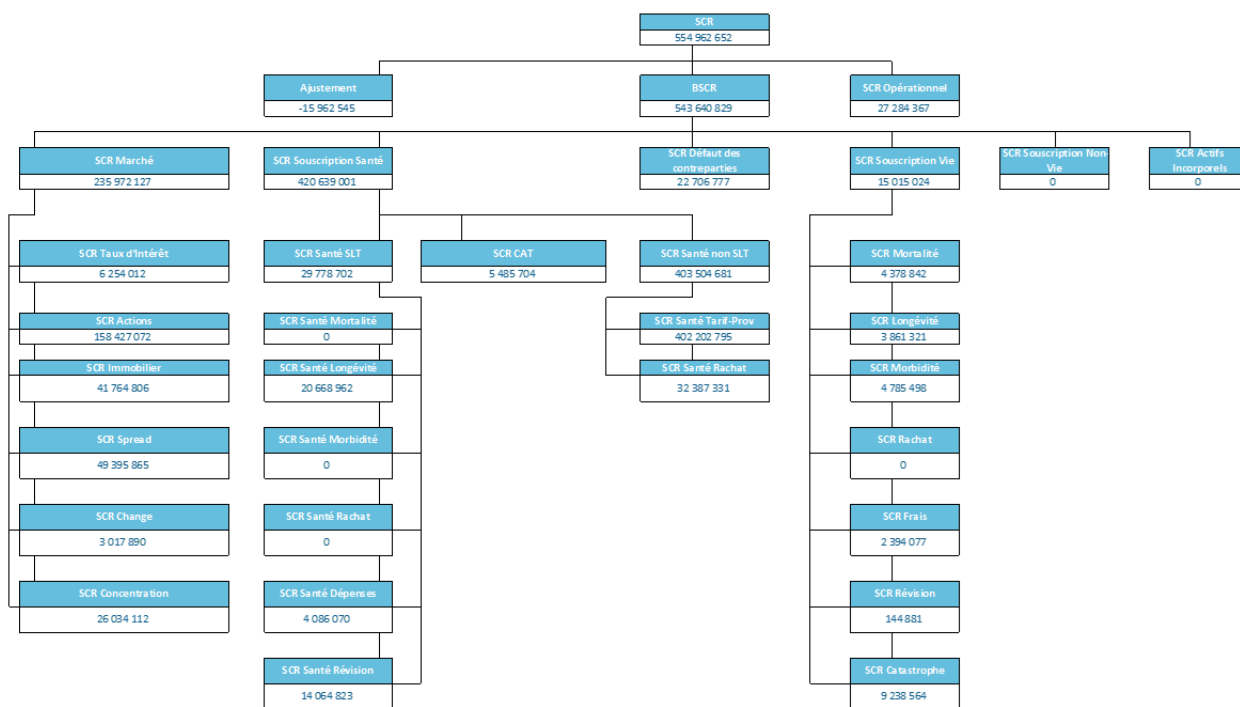 SCR
554 962 652
Ajustement
-15 962 545
BSCR
543 640 829
SCR Opérationnel
27 284 367
SCR Marché
235 972 127
SCR Souscription Santé
420 639 001
SCR Défaut des
contreparties
22 706 777
SCR Souscription Vie
15 015 024
SCR Souscription Non-
Vie
0
SCR Actifs
Incorporels
0
SCR Taux d'Intérêt
6 254 012
SCR Santé SLT
29 778 702
SCR CAT
5 485 704
SCR Santé non SLT
403 504 681
SCR Mortalité
4 378 842
SCR Actions
158 427 072
SCR Santé Mortalité
0
SCR Santé Tarif-Prov
402 202 795
SCR Longévité
3 861 321
SCR Immobilier
41 764 806
SCR Santé Longévité
20 668 962
SCR Santé Rachat
32 387 331
SCR Morbidité
4 785 498
SCR Spread
49 395 865
SCR Santé Morbidité
0
SCR Rachat
0
SCR Change
3 017 890
SCR Santé Rachat
0
SCR Frais
2 394 077
SCR Concentration
26 034 112
SCR Santé Dépenses
4 086 070
SCR Révision
144 881
SCR Santé Révision
14 064 823
SCR Catastrophe
9 238 564